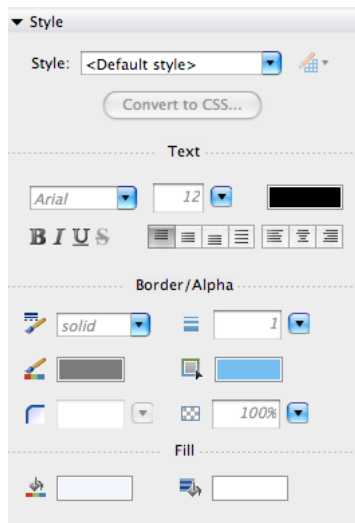 Style
Style: <Default style>
Convert to CSS...
Text
Arial 12
B I U S
Border/Alpha
solid 1
100%
Fill